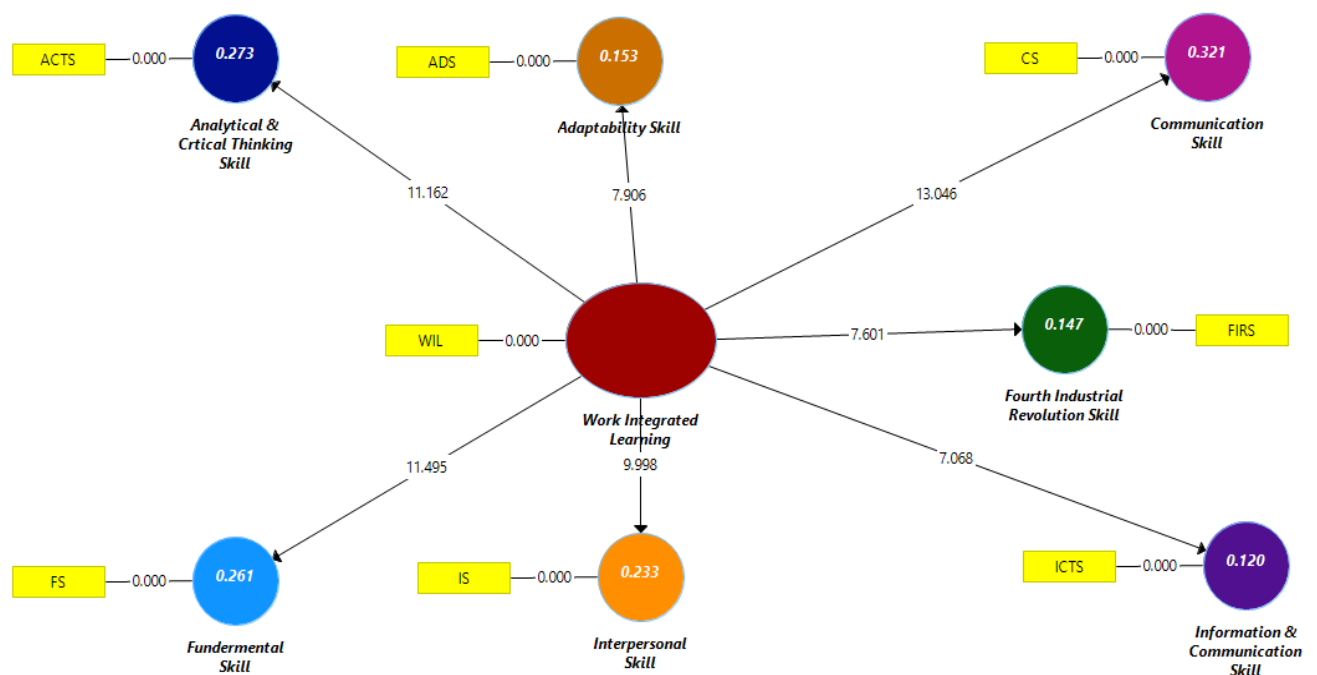 ACTS
0.000
0.273
Analytical &
Crtical Thinking
Skill
ADS
0.000
0.153
Adaptability Skill
CS
0.000
0.321
Communication
Skill
11.162
7.906
13.046
WIL
0.000
Work Integrated
Learning
7.601
0.147
0.000
FIRS
Fourth Industrial
Revolution Skill
11.495
9.998
7.068
FS
0.000
0.261
Fundermental
Skill
IS
0.000
0.233
Interpersonal
Skill
ICTS
0.000
0.120
Information &
Communication
Skill